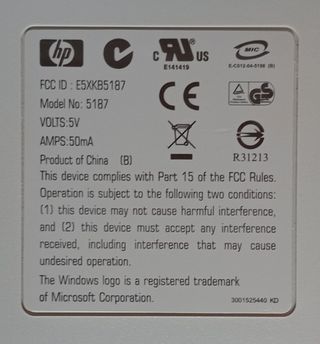 hp
c UR US
E141419
MIC
E-C012-04-5186 (B)
FCC ID : E5XKB5187
Model No: 5187
VOLTS:5V
AMPS:50mA
Product of China (B)
CE
R31213
This device complies with Part 15 of the FCC Rules.
Operation is subject to the following two conditions:
(1) this device may not cause harmful interference,
and (2) this device must accept any interference
received, including interference that may cause
undesired operation.
The Windows logo is a registered trademark
of Microsoft Corporation.
3001525440 KD